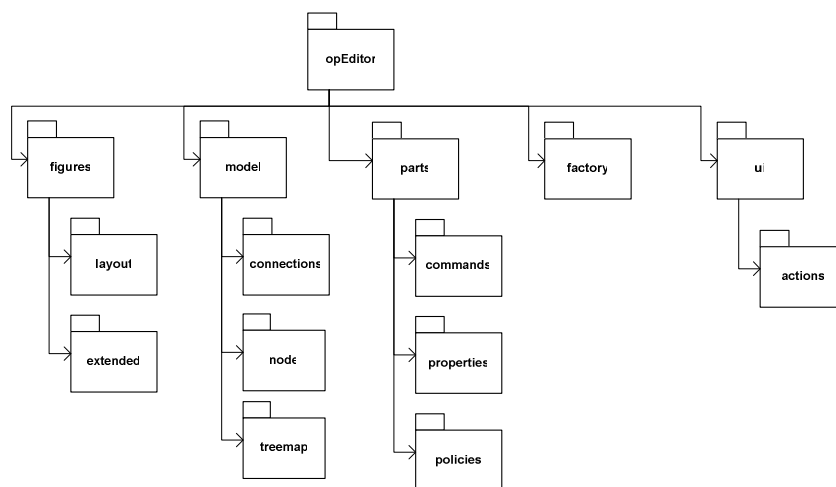 opEditor
figures
model
parts
factory
ui
layout
connections
commands
actions
extended
node
properties
treemap
policies